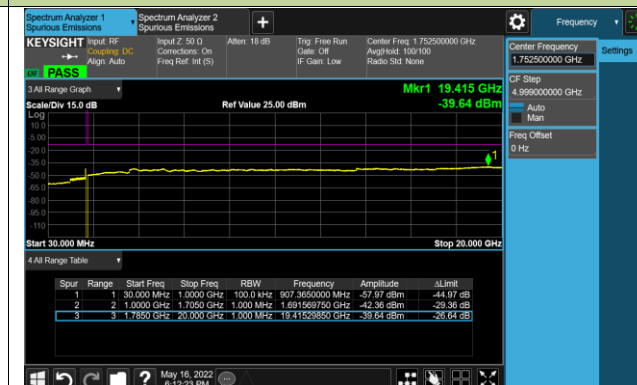 Spectrum Analyzer 1
Spurious Emissions
Spectrum Analyzer 2
Spurious Emissions
+
Frequency
KEYSIGHT
Input: RF
Coupling: DC
Align: Auto
Input Z: 50 Ω
Corrections: On
Freq Ref: Int (S)
Atten: 18 dB
Trig: Free Run
Gate: Off
IF Gain: Low
Center Freq: 1.752500000 GHz
Avg|Hold: 100/100
Radio Std: None
PASS
Center Frequency
1.752500000 GHz
Settings
CF Step
4.999000000 GHz
Auto
Man
Freq Offset
0 Hz
3 All Range Graph
Mkr1 19.415 GHz
-39.64 dBm
Scale/Div 15.0 dB
Ref Value 25.00 dBm
Log
10.0
-5.00
-20.0
-35.0
-50.0
-65.0
-80.0
-95.0
-110
1
Start 30.000 MHz
Stop 20.000 GHz
4 All Range Table
Spur Range Start Freq Stop Freq RBW Frequency Amplitude ΔLimit
1 1 30.000 MHz 1.0000 GHz 100.0 kHz 907.3650000 MHz -57.97 dBm -44.97 dB
2 2 1.0000 GHz 1.7050 GHz 1.000 MHz 1.691569750 GHz -42.36 dBm -29.36 dB
3 3 1.7850 GHz 20.000 GHz 1.000 MHz 19.41529850 GHz -39.64 dBm -26.64 dB
?
May 16, 2022
6:12:23 PM